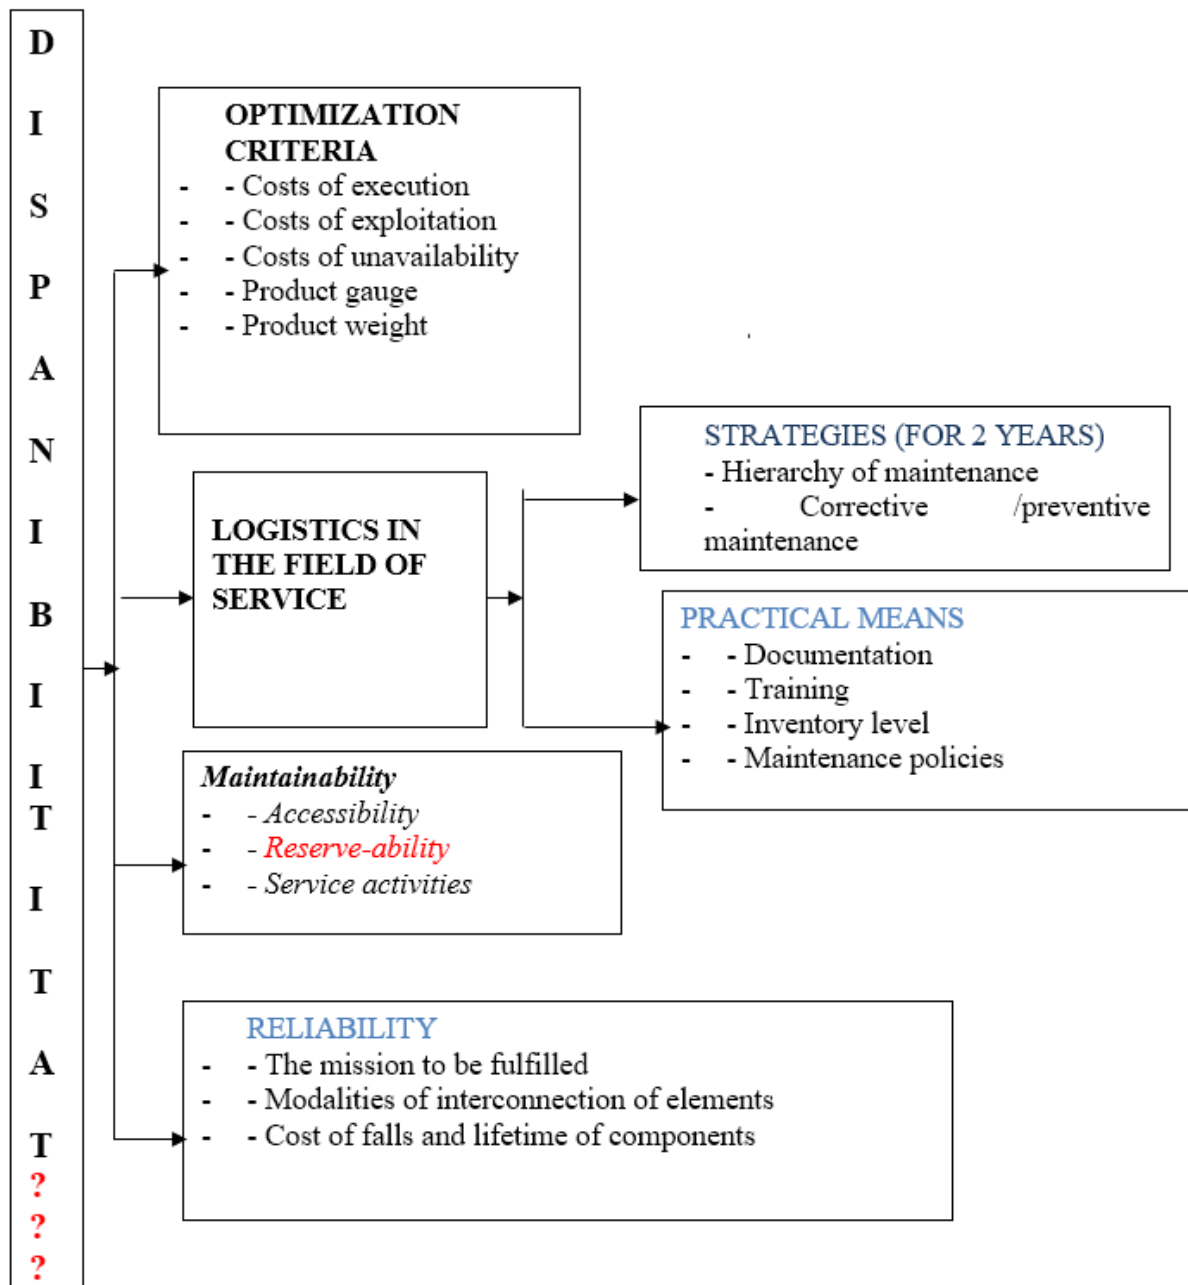 D
I
S
P
A
N
I
B
I
I
T
I
T
A
T
?
?
?
OPTIMIZATION
CRITERIA
- - Costs of execution
- - Costs of exploitation
- - Costs of unavailability
- - Product gauge
- - Product weight
LOGISTICS IN
THE FIELD OF
SERVICE
STRATEGIES (FOR 2 YEARS)
- Hierarchy of maintenance
- Corrective /preventive
maintenance
PRACTICAL MEANS
- - Documentation
- - Training
- - Inventory level
- - Maintenance policies
Maintainability
- - Accessibility
- - Reserve-ability
- - Service activities
RELIABILITY
- - The mission to be fulfilled
- - Modalities of interconnection of elements
- - Cost of falls and lifetime of components